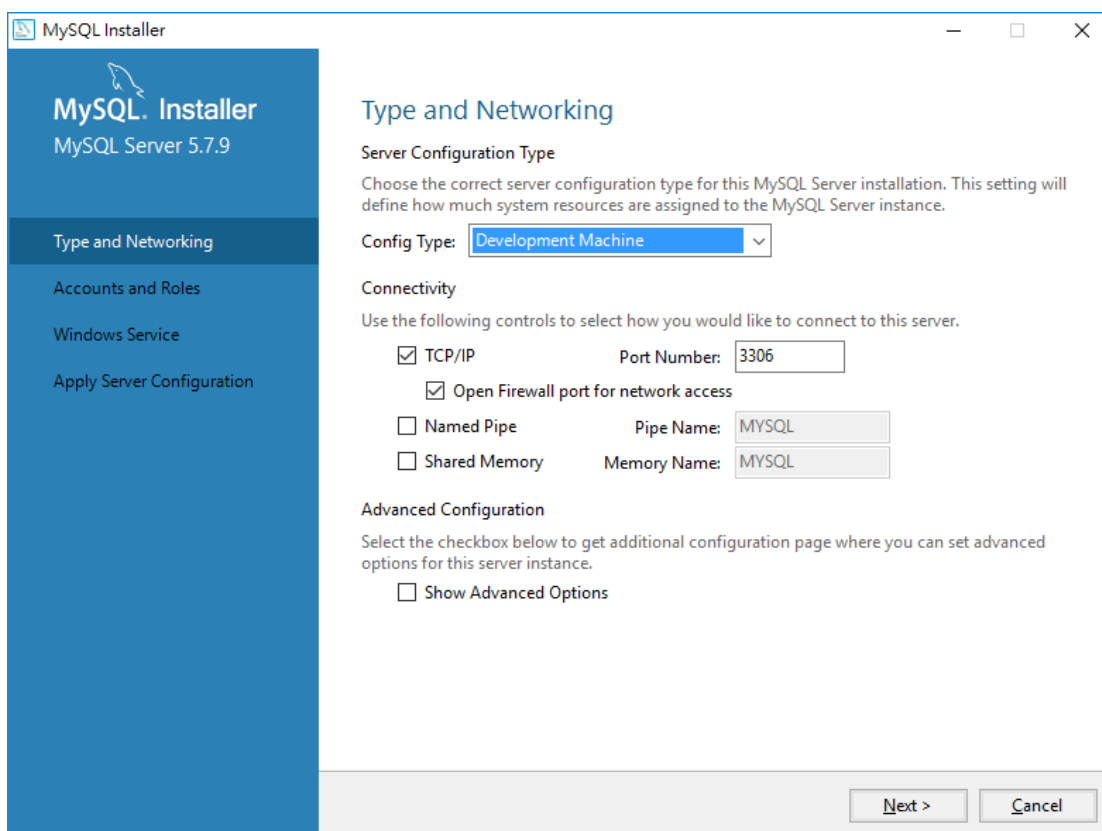 MySQL Installer
MySQL. Installer
MySQL Server 5.7.9
Type and Networking
Accounts and Roles
Windows Service
Apply Server Configuration
Type and Networking
Server Configuration Type
Choose the correct server configuration type for this MySQL Server installation. This setting will
define how much system resources are assigned to the MySQL Server instance.
Config Type: Development Machine
Connectivity
Use the following controls to select how you would like to connect to this server.
TCP/IP Port Number: 3306
Open Firewall port for network access
Named Pipe Pipe Name: MYSQL
Shared Memory Memory Name: MYSQL
Advanced Configuration
Select the checkbox below to get additional configuration page where you can set advanced
options for this server instance.
Show Advanced Options
Next > Cancel